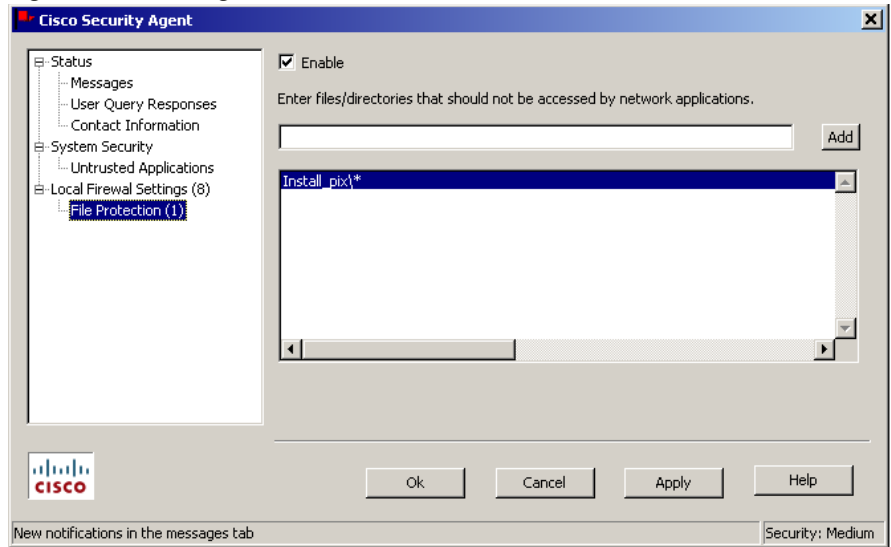 Cisco Security Agent
Status
Messages
User Query Responses
Contact Information
System Security
Untrusted Applications
Local Firewal Settings (8)
File Protection (1)
Enable
Enter files/directories that should not be accessed by network applications.
Add
Install_pix\*
CISCO
Ok
Cancel
Apply
Help
New notifications in the messages tab
Security: Medium